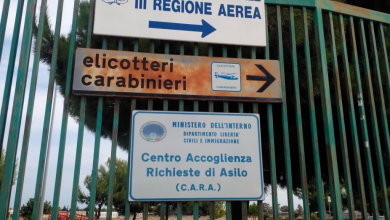 III REGIONE AEREA
elicotteri
carabinieri
MINISTERO DELL'INTERNO
DIPARTIMENTO LIBERTA'
CIVILI E IMMIGRAZIONE
Centro Accoglienza
Richieste di Asilo
(C.A.R.A.)